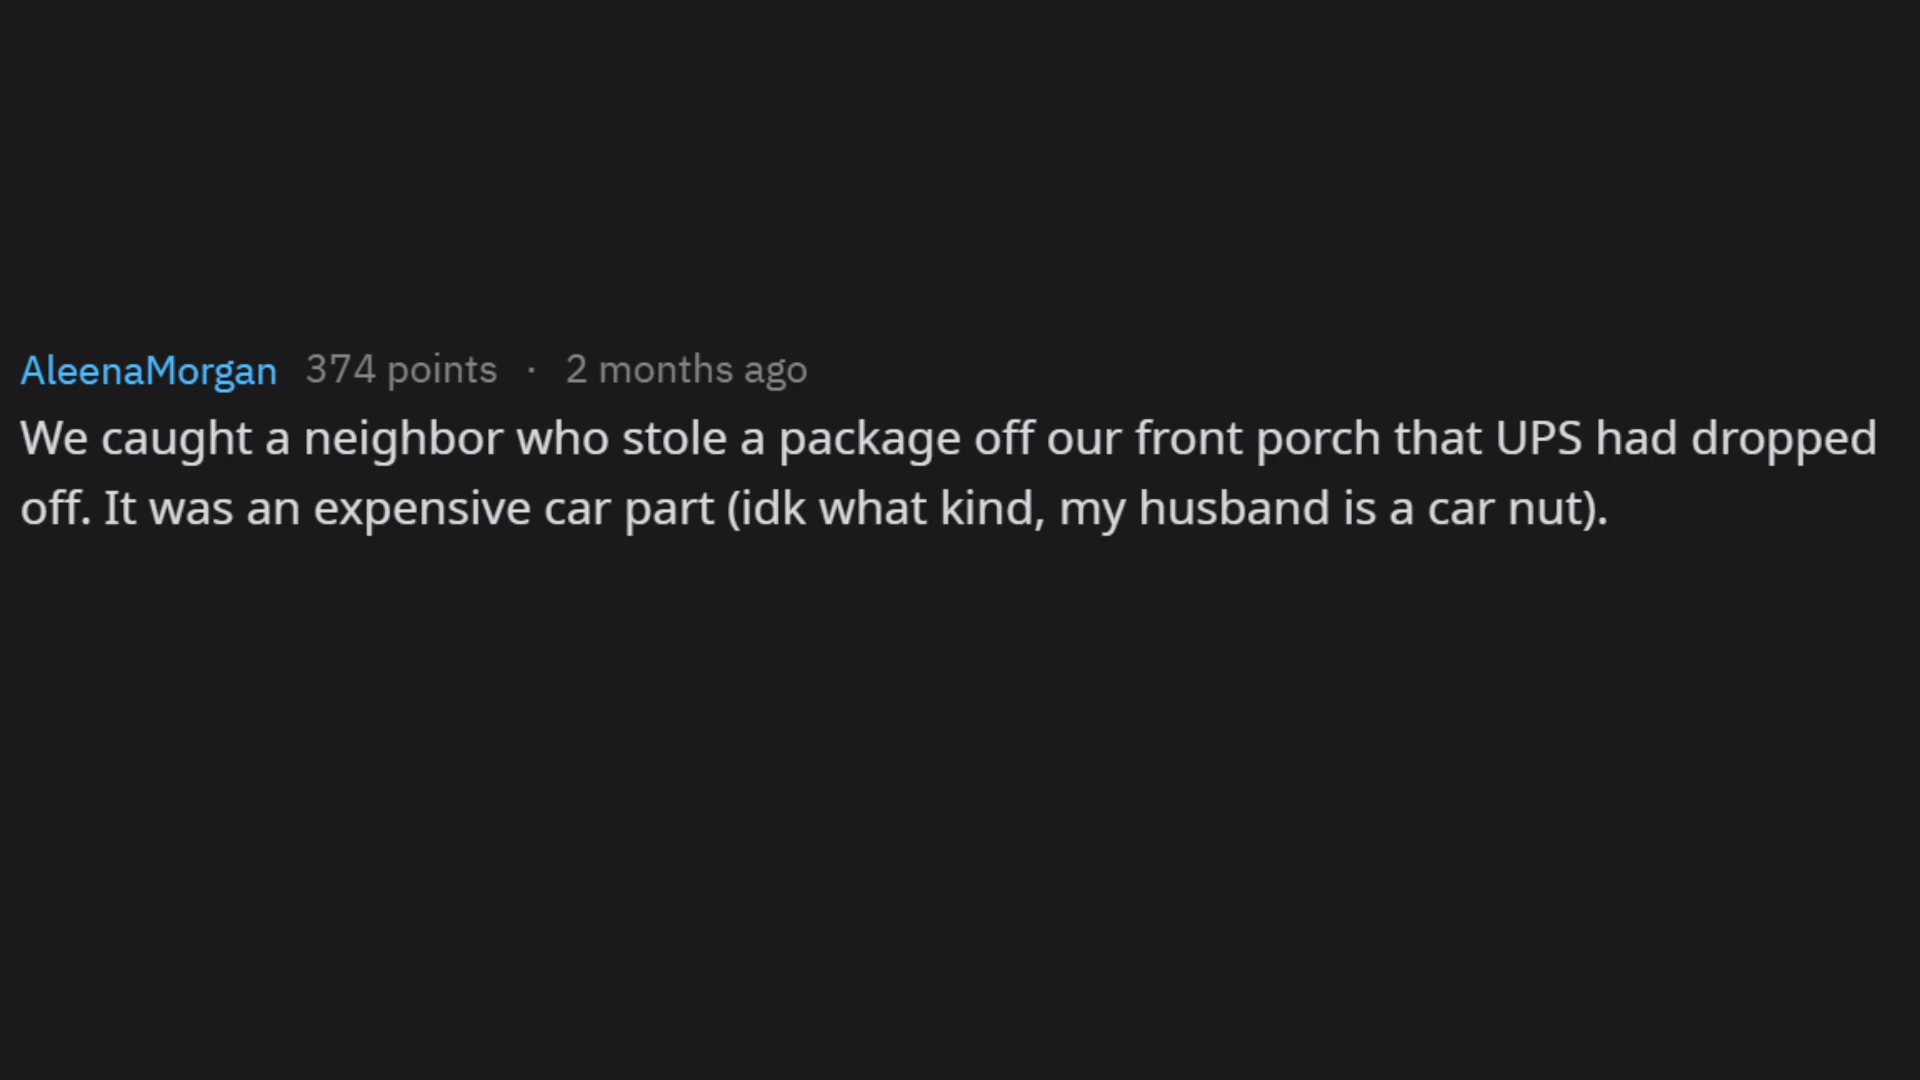 AleenaMorgan 374 points · 2 months ago
We caught a neighbor who stole a package off our front porch that UPS had dropped
off. It was an expensive car part (idk what kind, my husband is a car nut).